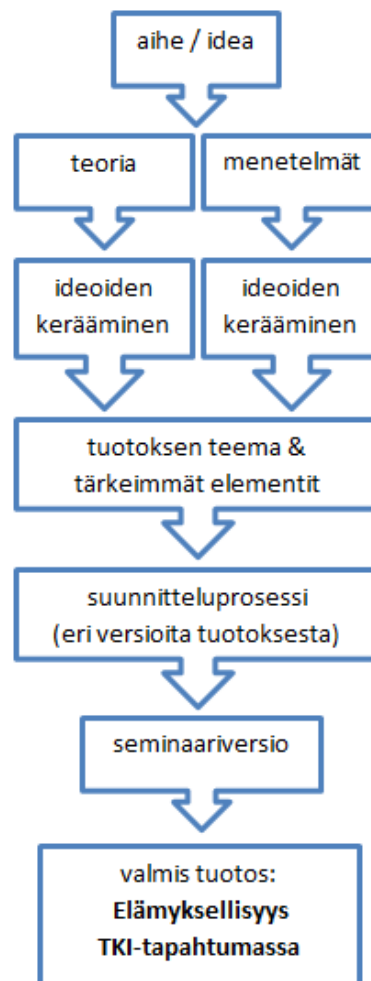 aihe / idea
teoria
menetelmät
ideoiden
kerääminen
ideoiden
kerääminen
tuotoksen teema &
tärkeimmät elementit
suunnitteluprosessi
(eri versioita tuotoksesta)
seminaariversio
valmis tuotos:
Elämyksellisyys
TKI-tapahtumassa